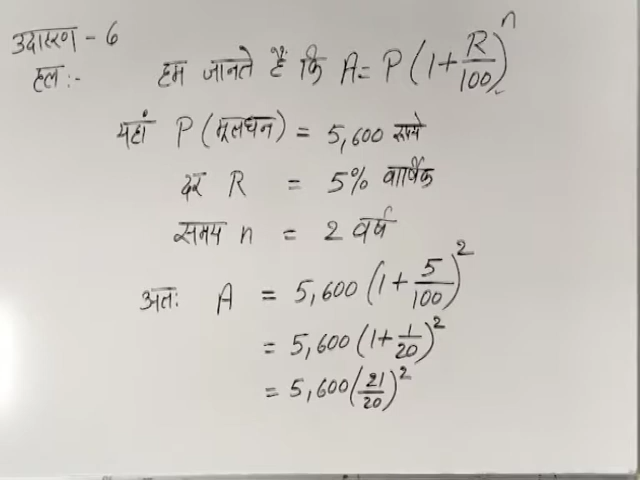 उदाहरण - 6
हल :- हम जानते हैं कि A = P(1+R/100)^n
यहां P (मूलधन) = 5,600 रूपये
दर R = 5% वार्षिक
समय n = 2 वर्ष
अतः A = 5,600 (1+5/100)^2
= 5,600 (1+1/20)^2
= 5,600 (21/20)^2